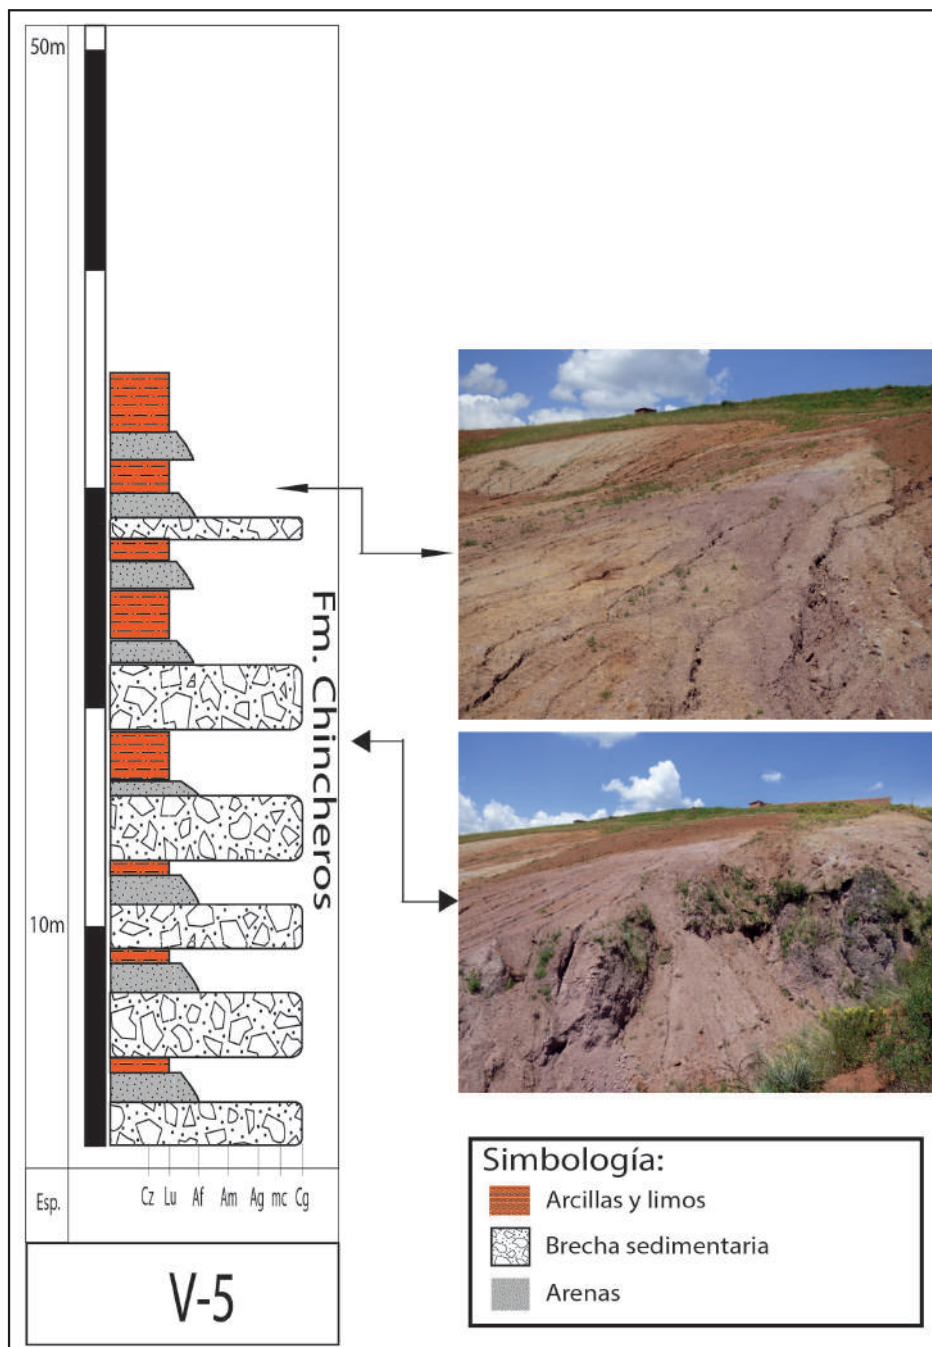 50m
Fm. Chincheros
10m
Esp.
Cz Lu Af Am Ag mc Cg
V-5
Simbología:
Arcillas y limos
Brecha sedimentaria
Arenas